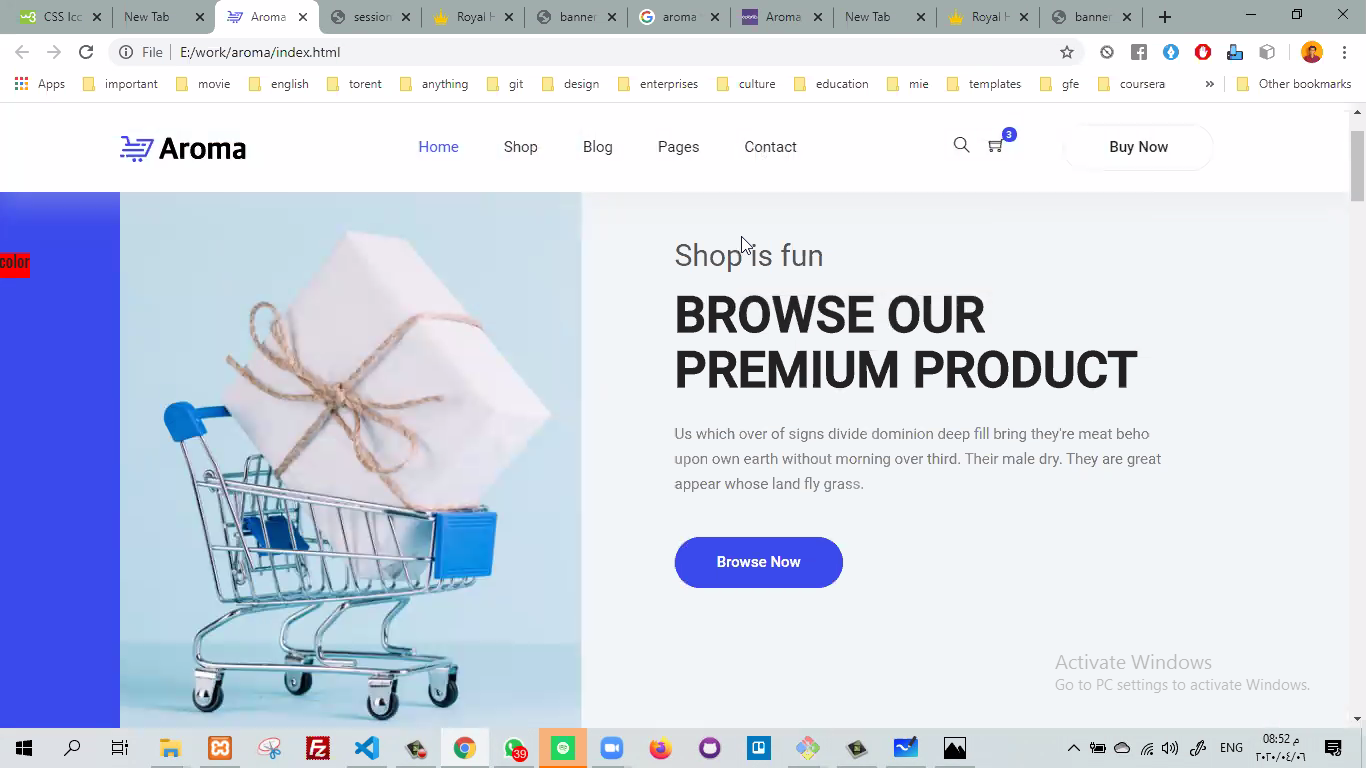 CSS Icc
New Tab
Aroma
session
Royal H
banner
aroma
Aroma
New Tab
Royal H
banner
File
E:/work/aroma/index.html
Apps
important
movie
english
torent
anything
git
design
enterprises
culture
education
mie
templates
gfe
coursera
»
Other bookmarks
Aroma
Home
Shop
Blog
Pages
Contact
3
Buy Now
color
Shop is fun
BROWSE OUR
PREMIUM PRODUCT
Us which over of signs divide dominion deep fill bring they're meat beho
upon own earth without morning over third. Their male dry. They are great
appear whose land fly grass.
Browse Now
Activate Windows
Go to PC settings to activate Windows.
39
ENG
08:52 م
٢٠٢٠/٠٤/٠٦